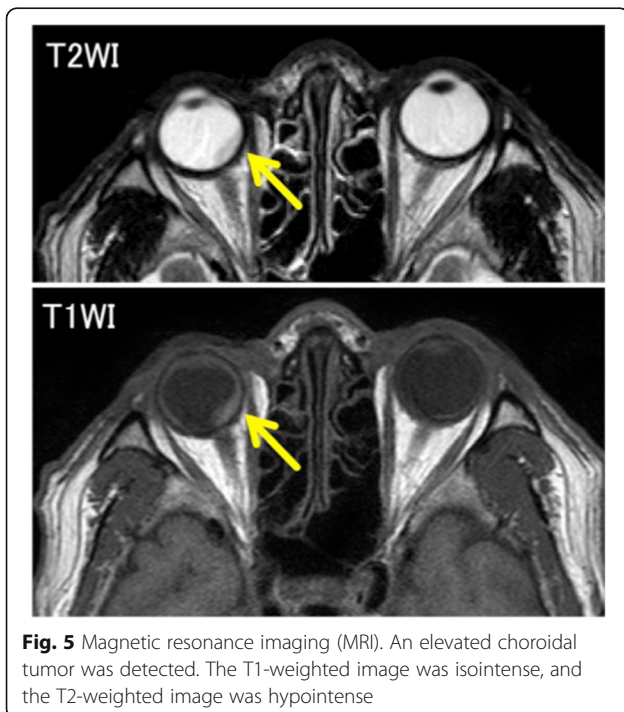 T2WI
T1WI
Fig. 5 Magnetic resonance imaging (MRI). An elevated choroidal
tumor was detected. The T1-weighted image was isointense, and
the T2-weighted image was hypointense